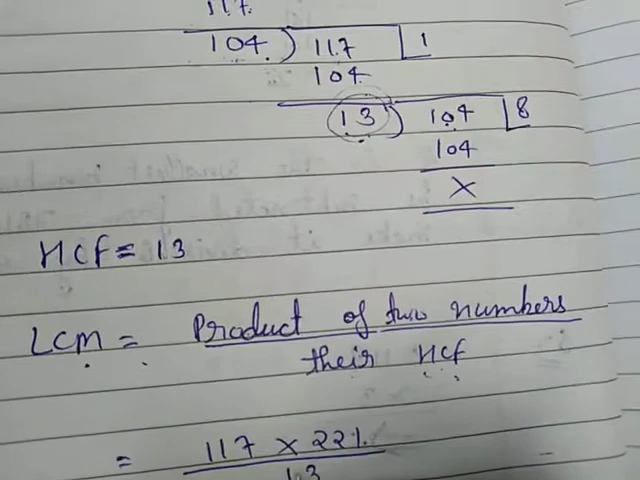 117
104 ) 117 | 1
104
13 ) 104 | 8
104
X
HCF = 13
LCM = Product of two numbers
their HCF
= 117 × 221
13